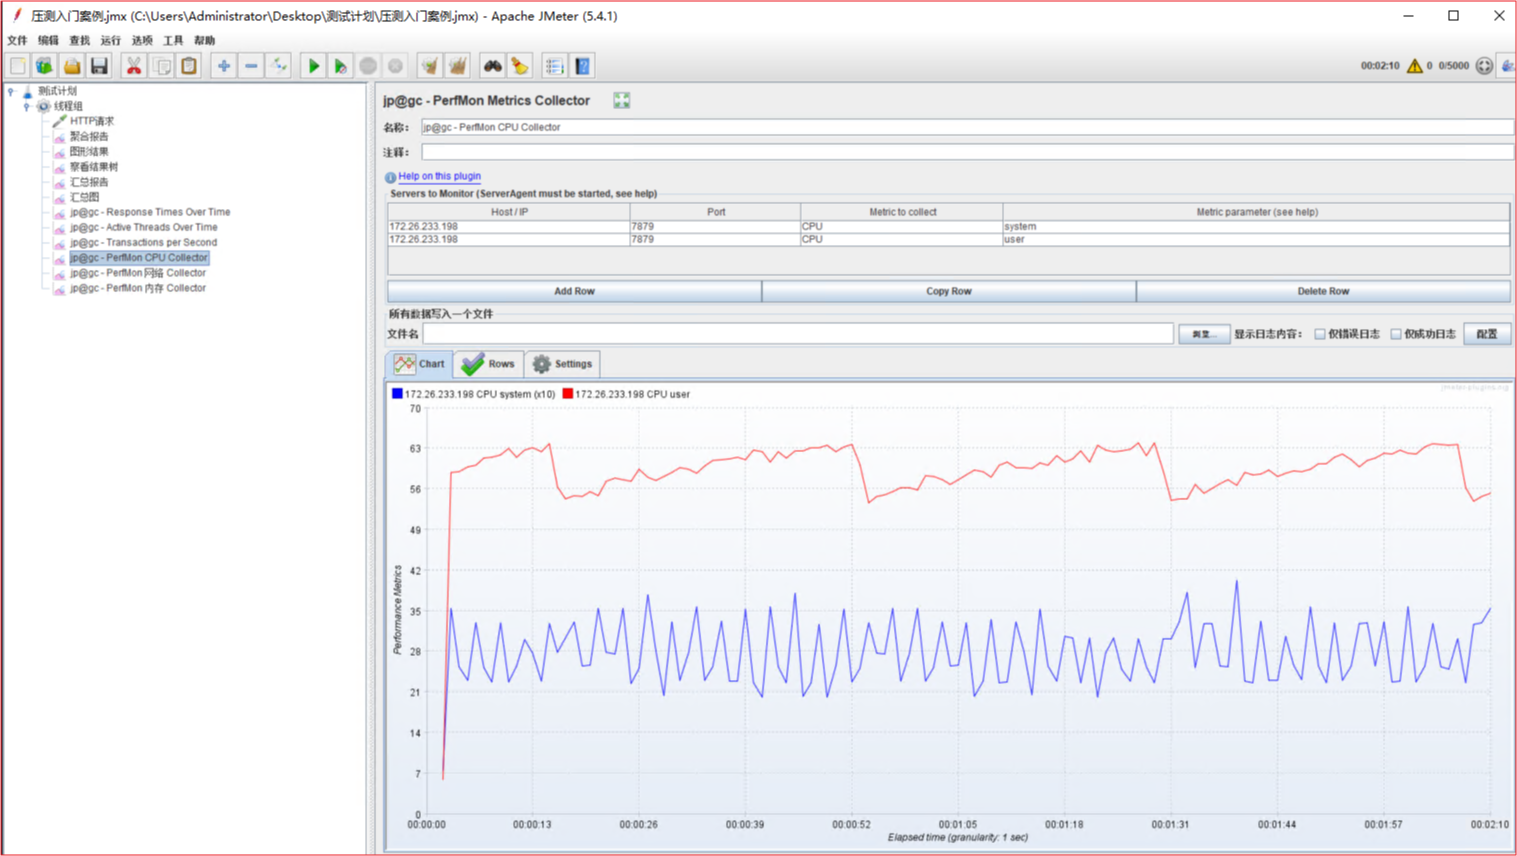 压测入门案例.jmx (C:\Users\Administrator\Desktop\测试计划\压测入门案例.jmx) - Apache JMeter (5.4.1)
文件 编辑 查找 运行 选项 工具 帮助
00:02:10 0 0/5000
测试计划
线程组
HTTP请求
聚合报告
图形结果
察看结果树
汇总报告
汇总图
jp@gc - Response Times Over Time
jp@gc - Active Threads Over Time
jp@gc - Transactions per Second
jp@gc - PerfMon CPU Collector
jp@gc - PerfMon 网络 Collector
jp@gc - PerfMon 内存 Collector
jp@gc - PerfMon Metrics Collector
名称: jp@gc - PerfMon CPU Collector
注释:
Help on this plugin
Servers to Monitor (ServerAgent must be started, see help)
Host / IP Port Metric to collect Metric parameter (see help)
172.26.233.198 7879 CPU system
172.26.233.198 7879 CPU user
Add Row Copy Row Delete Row
所有数据写入一个文件
文件名 浏览... 显示日志内容: 仅错误日志 仅成功日志 配置
Chart Rows Settings
jmeter-plugins.org
172.26.233.198 CPU system (x10) 172.26.233.198 CPU user
70
63
56
49
42
35
28
21
14
7
0
Performance Metrics
00:00:00 00:00:13 00:00:26 00:00:39 00:00:52 00:01:05 00:01:18 00:01:31 00:01:44 00:01:57 00:02:10
Elapsed time (granularity: 1 sec)